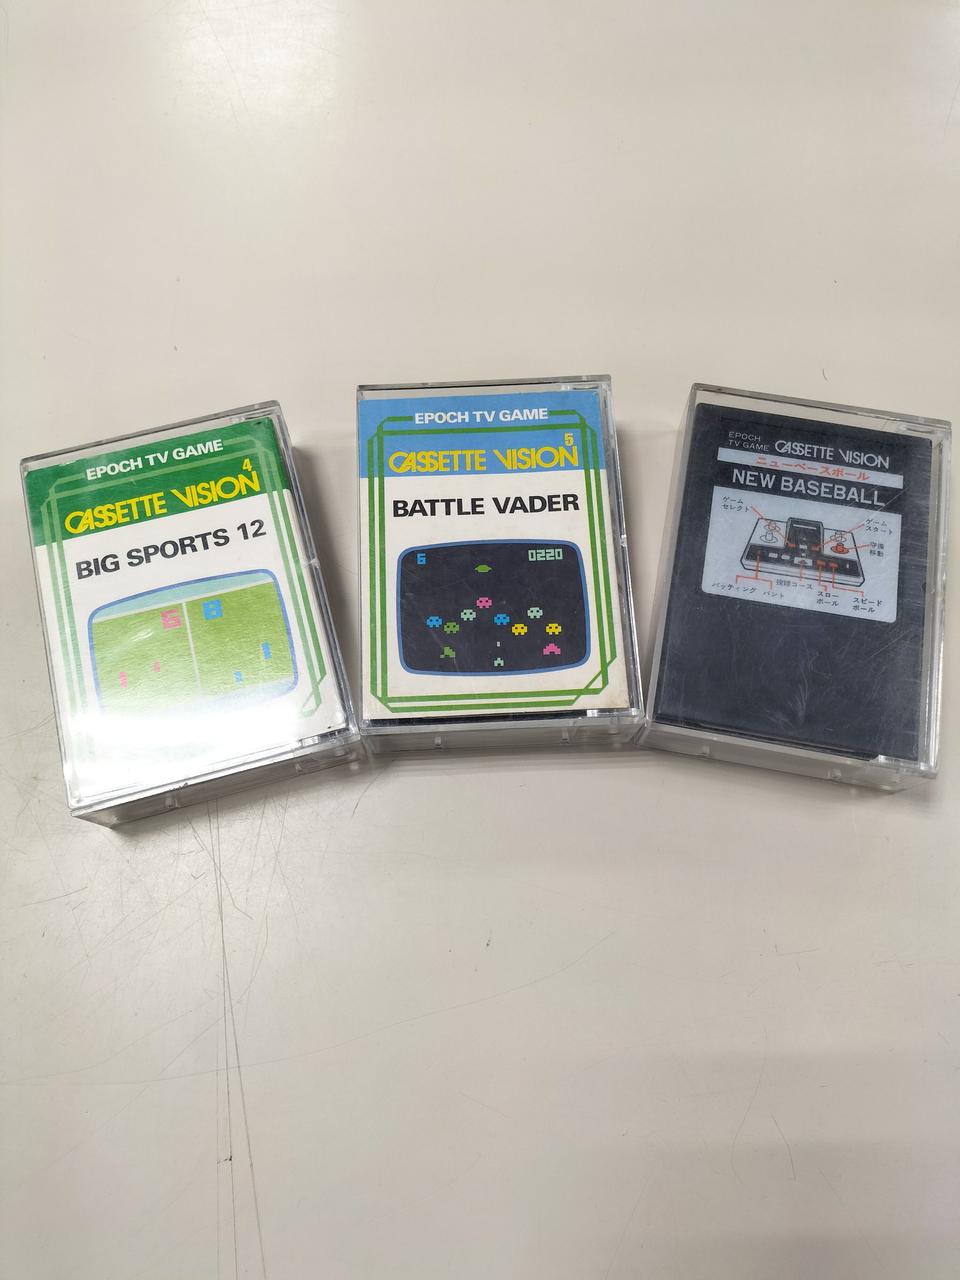 EPOCH TV GAME
4
CASSETTE VISION
BIG SPORTS 12
6 8
EPOCH TV GAME
5
CASSETTE VISION
BATTLE VADER
6 0220
EPOCH
TV GAME CASSETTE VISION
ニューベースボール
NEW BASEBALL
ゲーム
セレクト
ゲーム
スタート
守備
移動
バッティング
バント
投球コース
スロー
ボール
スピード
ボール